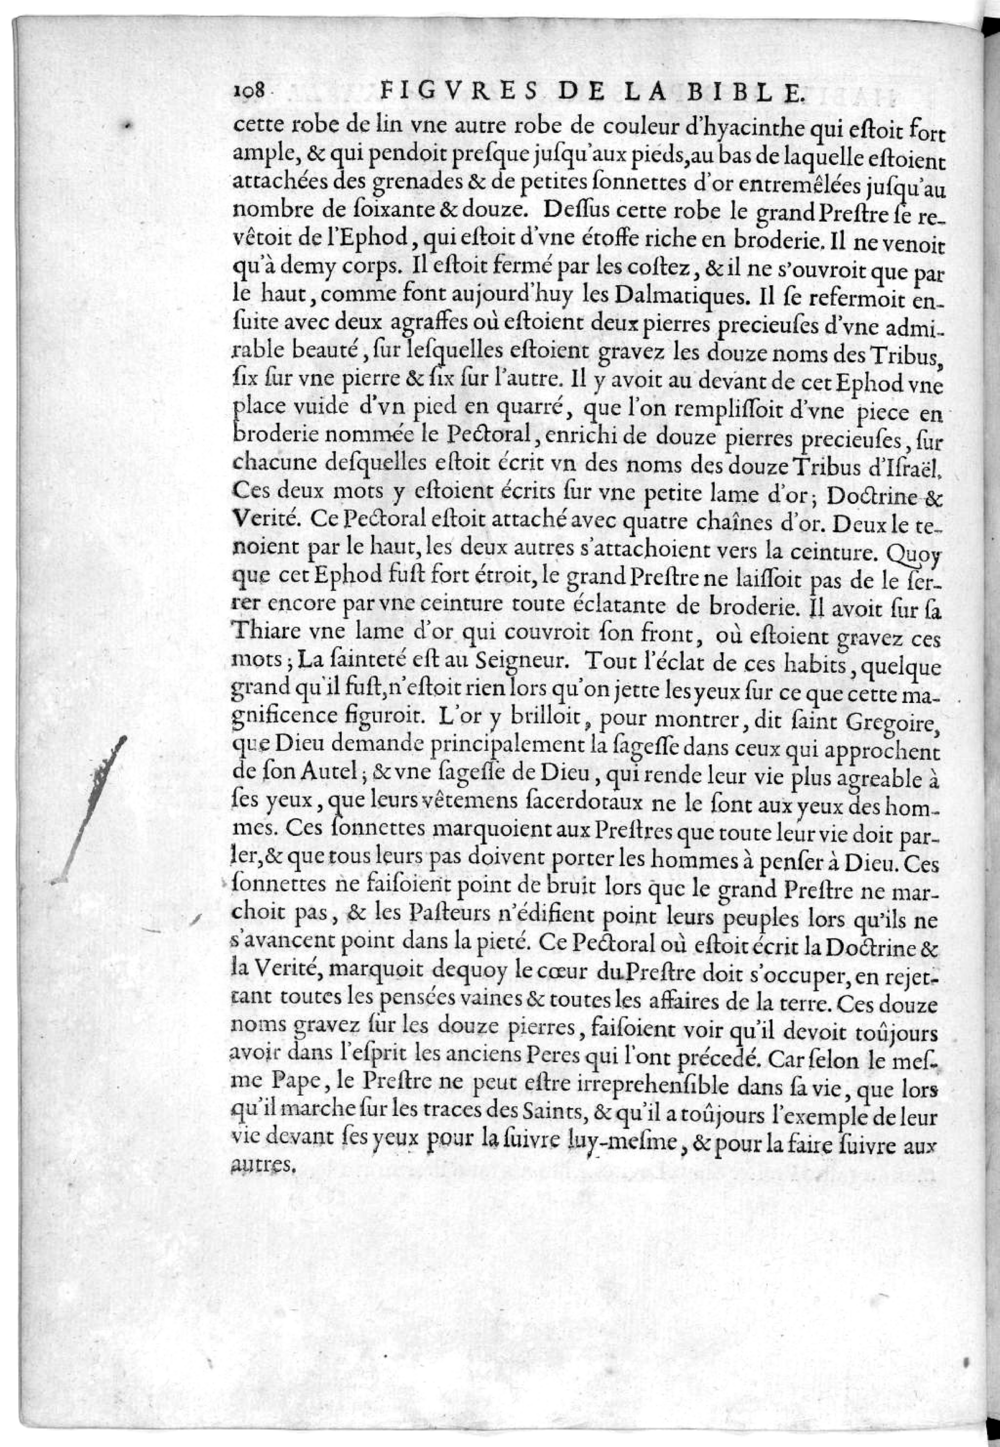 108 FIGVRES DE LA BIBLE.
cette robe de lin vne autre robe de couleur d'hyacinthe qui eſtoit fort
ample, & qui pendoit preſque juſqu'aux pieds, au bas de laquelle eſtoient
attachées des grenades & de petites ſonnettes d'or entremêlées juſqu'au
nombre de ſoixante & douze. Deſſus cette robe le grand Preſtre ſe re-
vêtoit de l'Ephod, qui eſtoit d'vne étoffe riche en broderie. Il ne venoit
qu'à demy corps. Il eſtoit fermé par les coſtez, & il ne s'ouvroit que par
le haut, comme font aujourd'huy les Dalmatiques. Il ſe refermoit en-
ſuite avec deux agraffes où eſtoient deux pierres precieuſes d'vne admi-
rable beauté, ſur leſquelles eſtoient gravez les douze noms des Tribus,
ſix ſur vne pierre & ſix ſur l'autre. Il y avoit au devant de cet Ephod vne
place vuide d'vn pied en quarré, que l'on rempliſſoit d'vne piece en
broderie nommée le Pectoral, enrichi de douze pierres precieuſes, ſur
chacune deſquelles eſtoit écrit vn des noms des douze Tribus d'Iſraël.
Ces deux mots y eſtoient écrits ſur vne petite lame d'or; Doctrine &
Verité. Ce Pectoral eſtoit attaché avec quatre chaînes d'or. Deux le te-
noient par le haut, les deux autres s'attachoient vers la ceinture. Quoy
que cet Ephod fuſt fort étroit, le grand Preſtre ne laiſſoit pas de le ſer-
rer encore par vne ceinture toute éclatante de broderie. Il avoit ſur ſa
Thiare vne lame d'or qui couvroit ſon front, où eſtoient gravez ces
mots; La ſainteté eſt au Seigneur. Tout l'éclat de ces habits, quelque
grand qu'il fuſt, n'eſtoit rien lors qu'on jette les yeux ſur ce que cette ma-
gnificence figuroit. L'or y brilloit, pour montrer, dit ſaint Gregoire,
que Dieu demande principalement la ſageſſe dans ceux qui approchent
de ſon Autel; & vne ſageſſe de Dieu, qui rende leur vie plus agreable à
ſes yeux, que leurs vêtemens ſacerdotaux ne le ſont aux yeux des hom-
mes. Ces ſonnettes marquoient aux Preſtres que toute leur vie doit par-
ler, & que tous leurs pas doivent porter les hommes à penſer à Dieu. Ces
ſonnettes ne faiſoient point de bruit lors que le grand Preſtre ne mar-
choit pas, & les Paſteurs n'édifient point leurs peuples lors qu'ils ne
s'avancent point dans la pieté. Ce Pectoral où eſtoit écrit la Doctrine &
la Verité, marquoit dequoy le cœur du Preſtre doit s'occuper, en rejet-
tant toutes les pensées vaines & toutes les affaires de la terre. Ces douze
noms gravez ſur les douze pierres, faiſoient voir qu'il devoit toûjours
avoir dans l'eſprit les anciens Peres qui l'ont précedé. Car ſelon le meſ-
me Pape, le Preſtre ne peut eſtre irreprehenſible dans ſa vie, que lors
qu'il marche ſur les traces des Saints, & qu'il a toûjours l'exemple de leur
vie devant ſes yeux pour la ſuivre luy-meſme, & pour la faire ſuivre aux
autres.